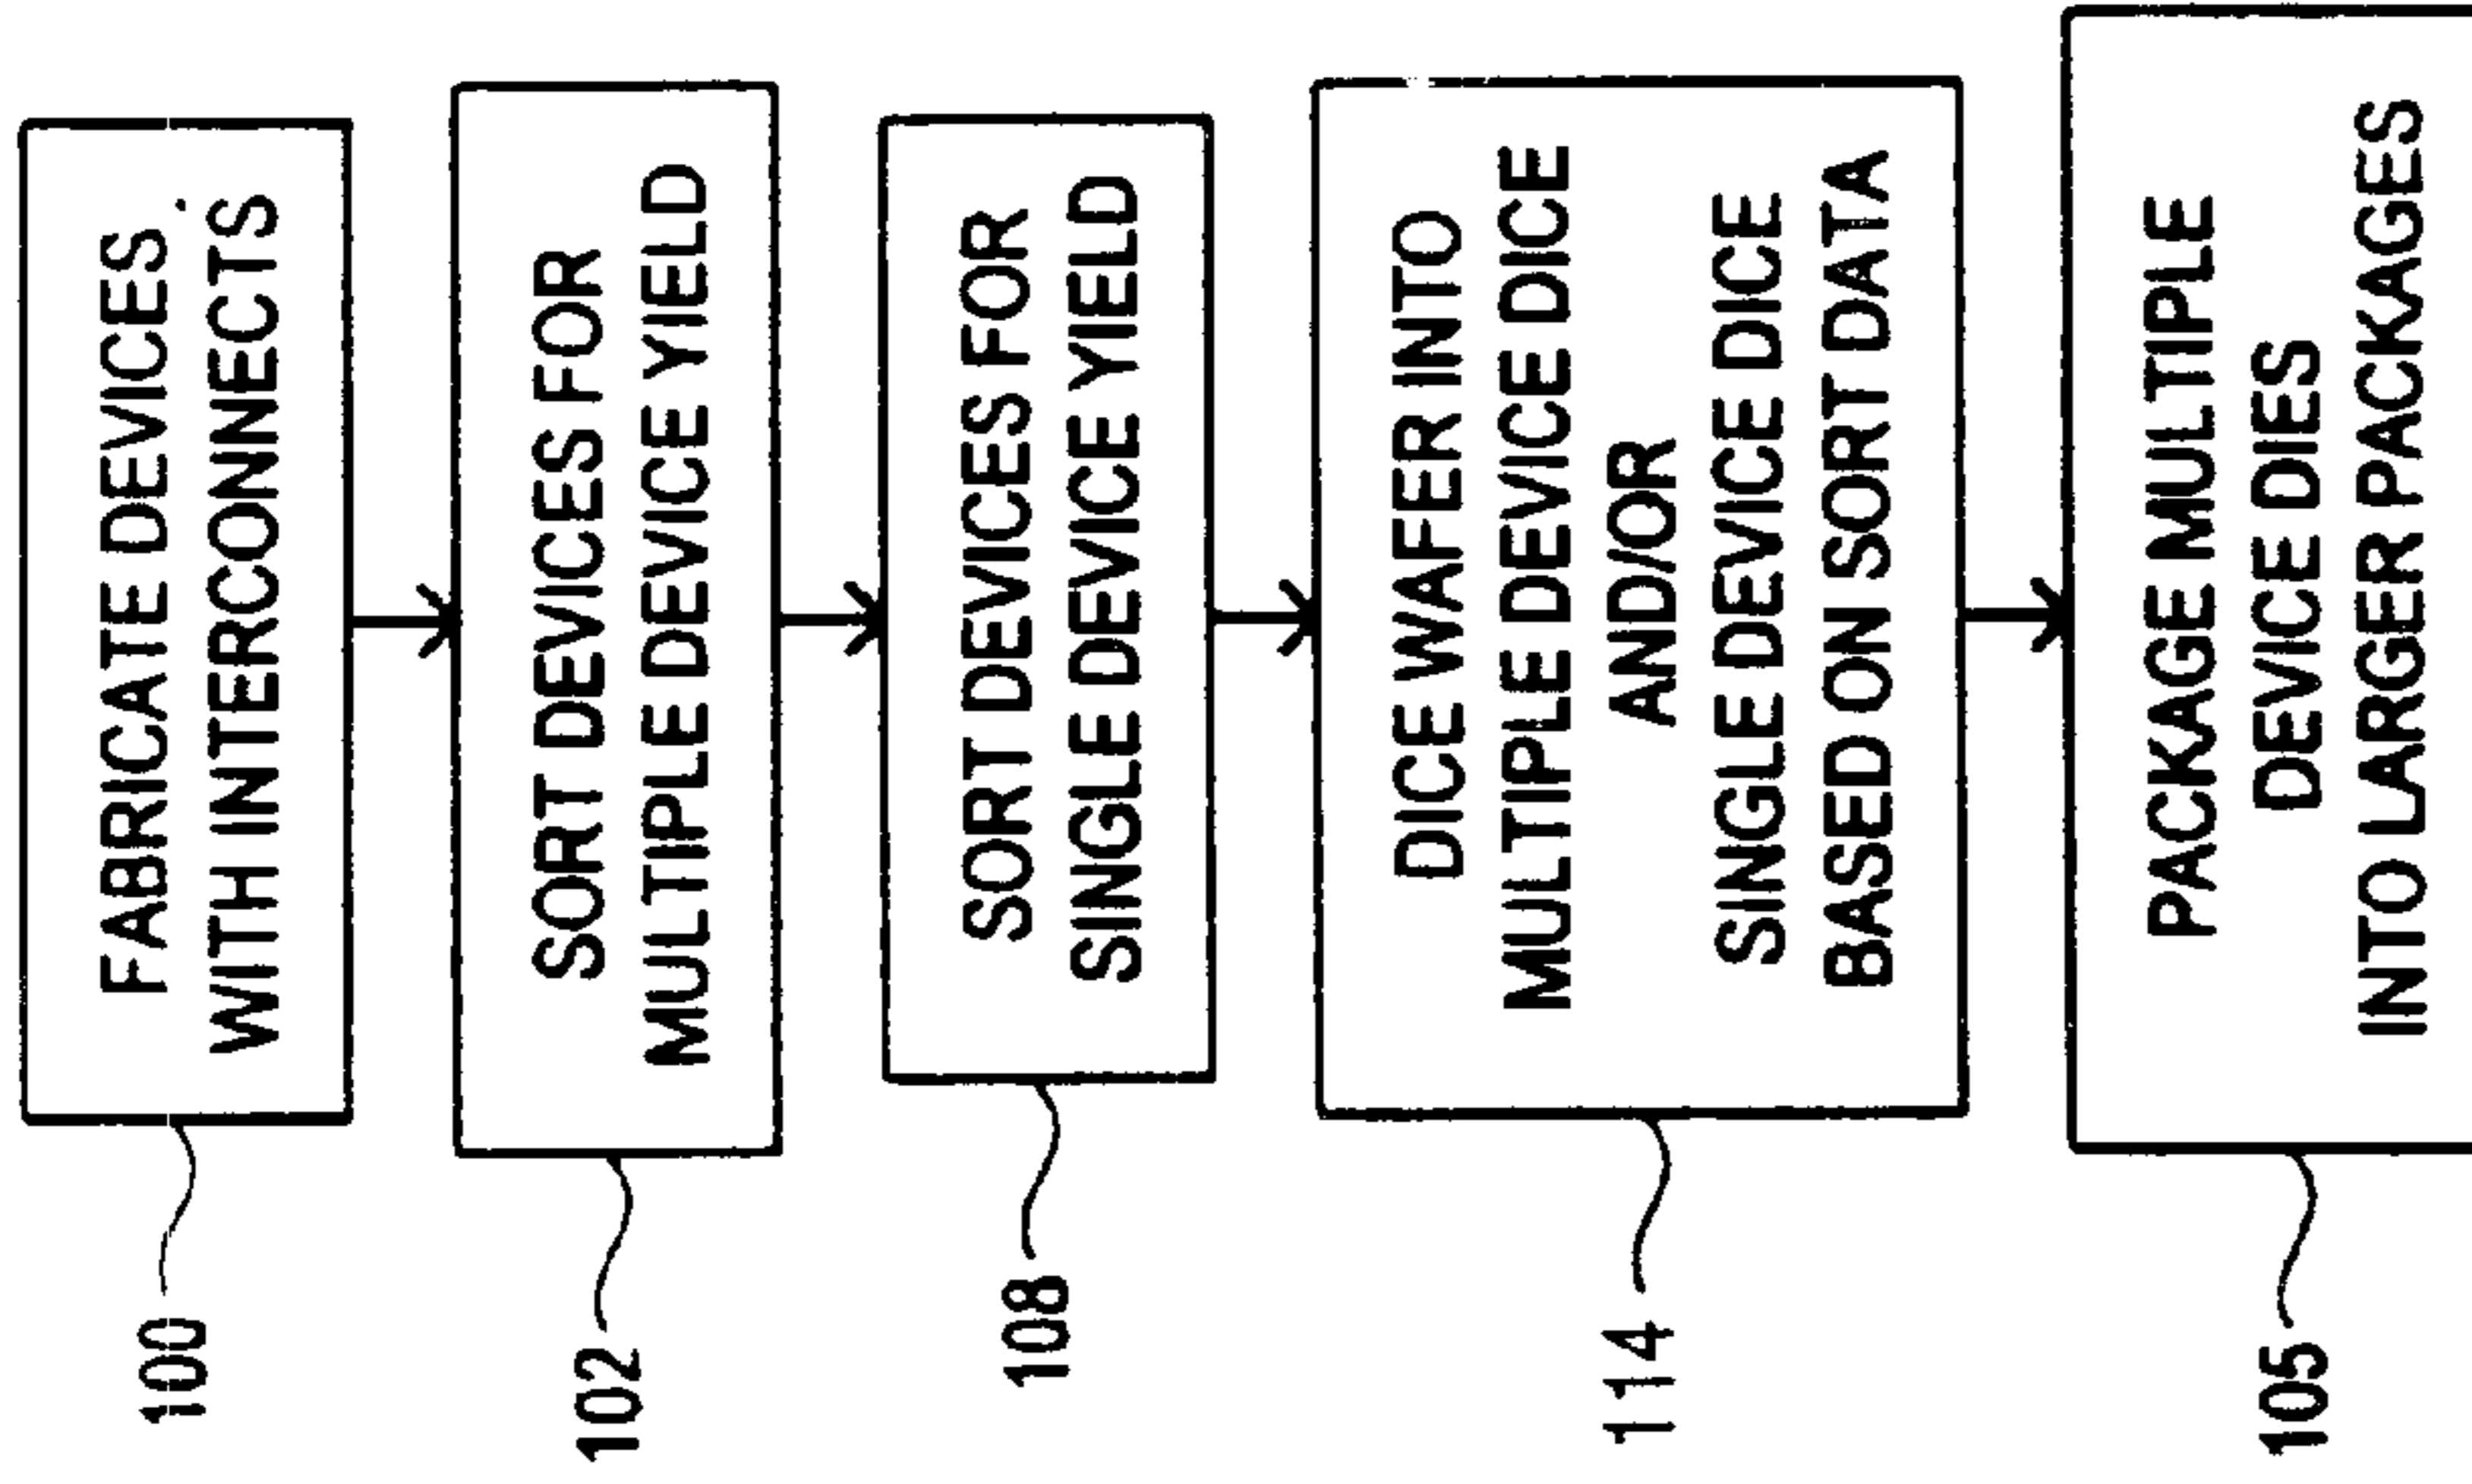 FABRICATE DEVICES
WITH INTERCONNECTS
100
SORT DEVICES FOR
MULTIPLE DEVICE YIELD
102
SORT DEVICES FOR
SINGLE DEVICE YIELD
108
DICE WAFER INTO
MULTIPLE DEVICE DICE
AND/OR
SINGLE DEVICE DICE
BASED ON SORT DATA
114
PACKAGE MULTIPLE
DEVICE DIES
INTO LARGER PACKAGES
105